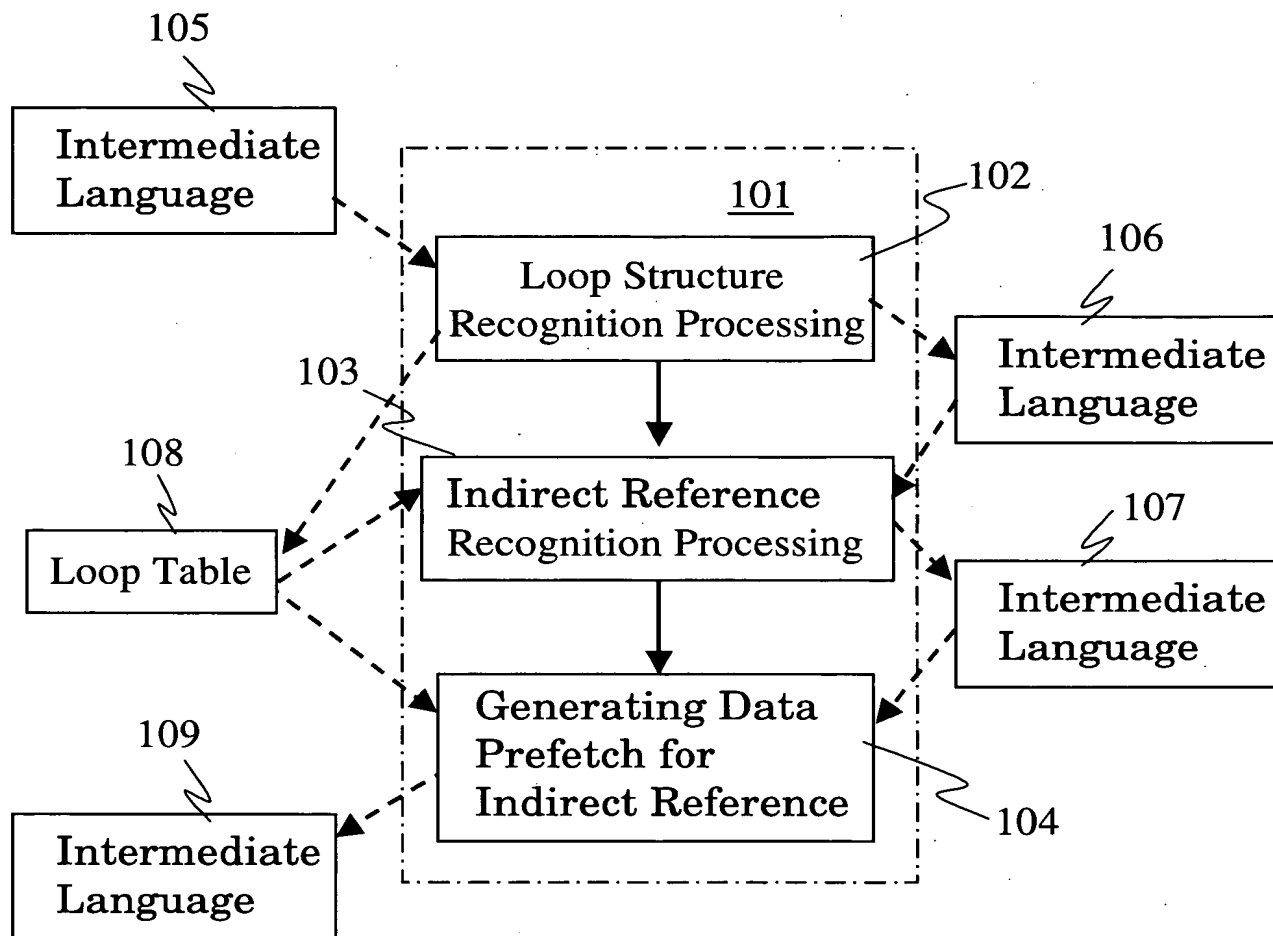 105
Intermediate
Language
101
102
Loop Structure
Recognition Processing
106
Intermediate
Language
103
Indirect Reference
Recognition Processing
108
Loop Table
107
Intermediate
Language
Generating Data
Prefetch for
Indirect Reference
104
109
Intermediate
Language